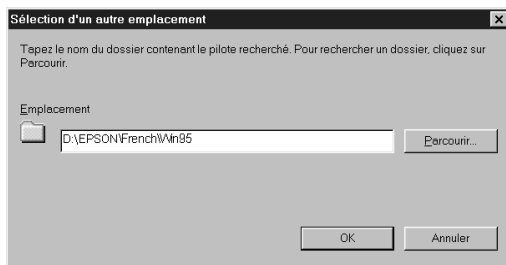 Sélection d'un autre emplacement
Tapez le nom du dossier contenant le pilote recherché. Pour rechercher un dossier, cliquez sur
Parcourir.
Emplacement
D:\EPSON\French\Win95
Parcourir...
OK
Annuler